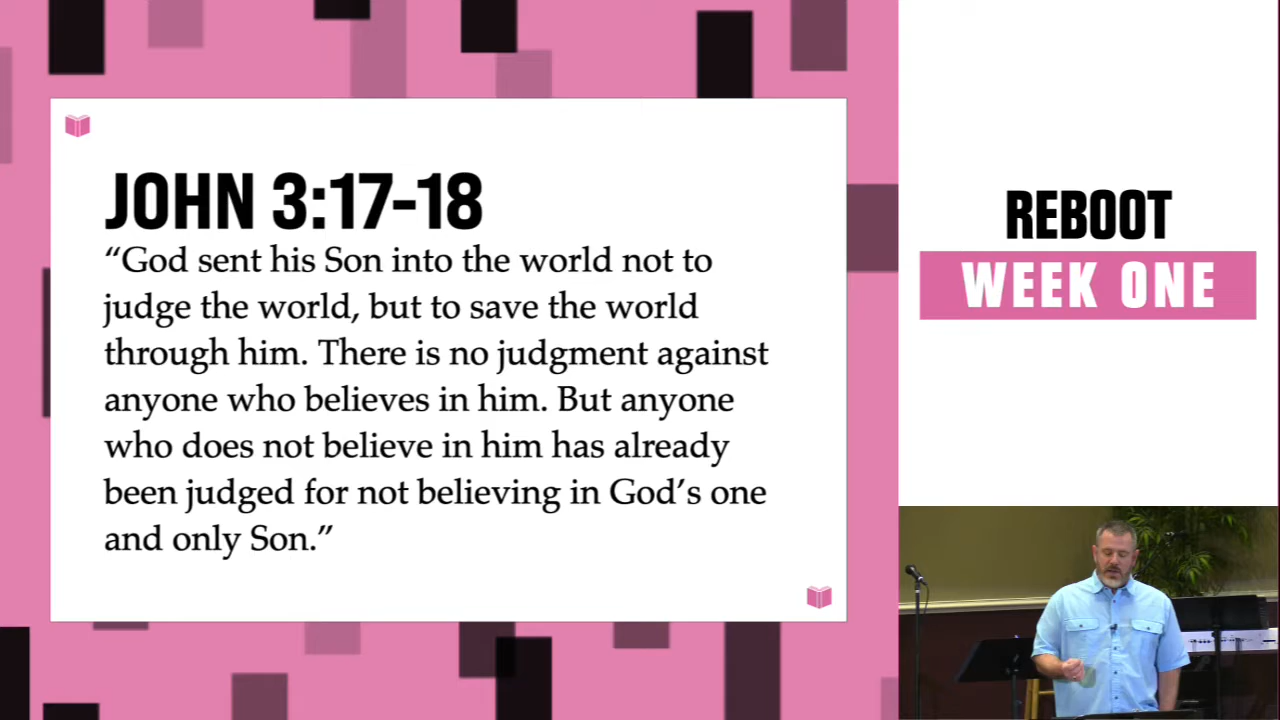 JOHN 3:17-18
“God sent his Son into the world not to
judge the world, but to save the world
through him. There is no judgment against
anyone who believes in him. But anyone
who does not believe in him has already
been judged for not believing in God’s one
and only Son.”
REBOOT
WEEK ONE